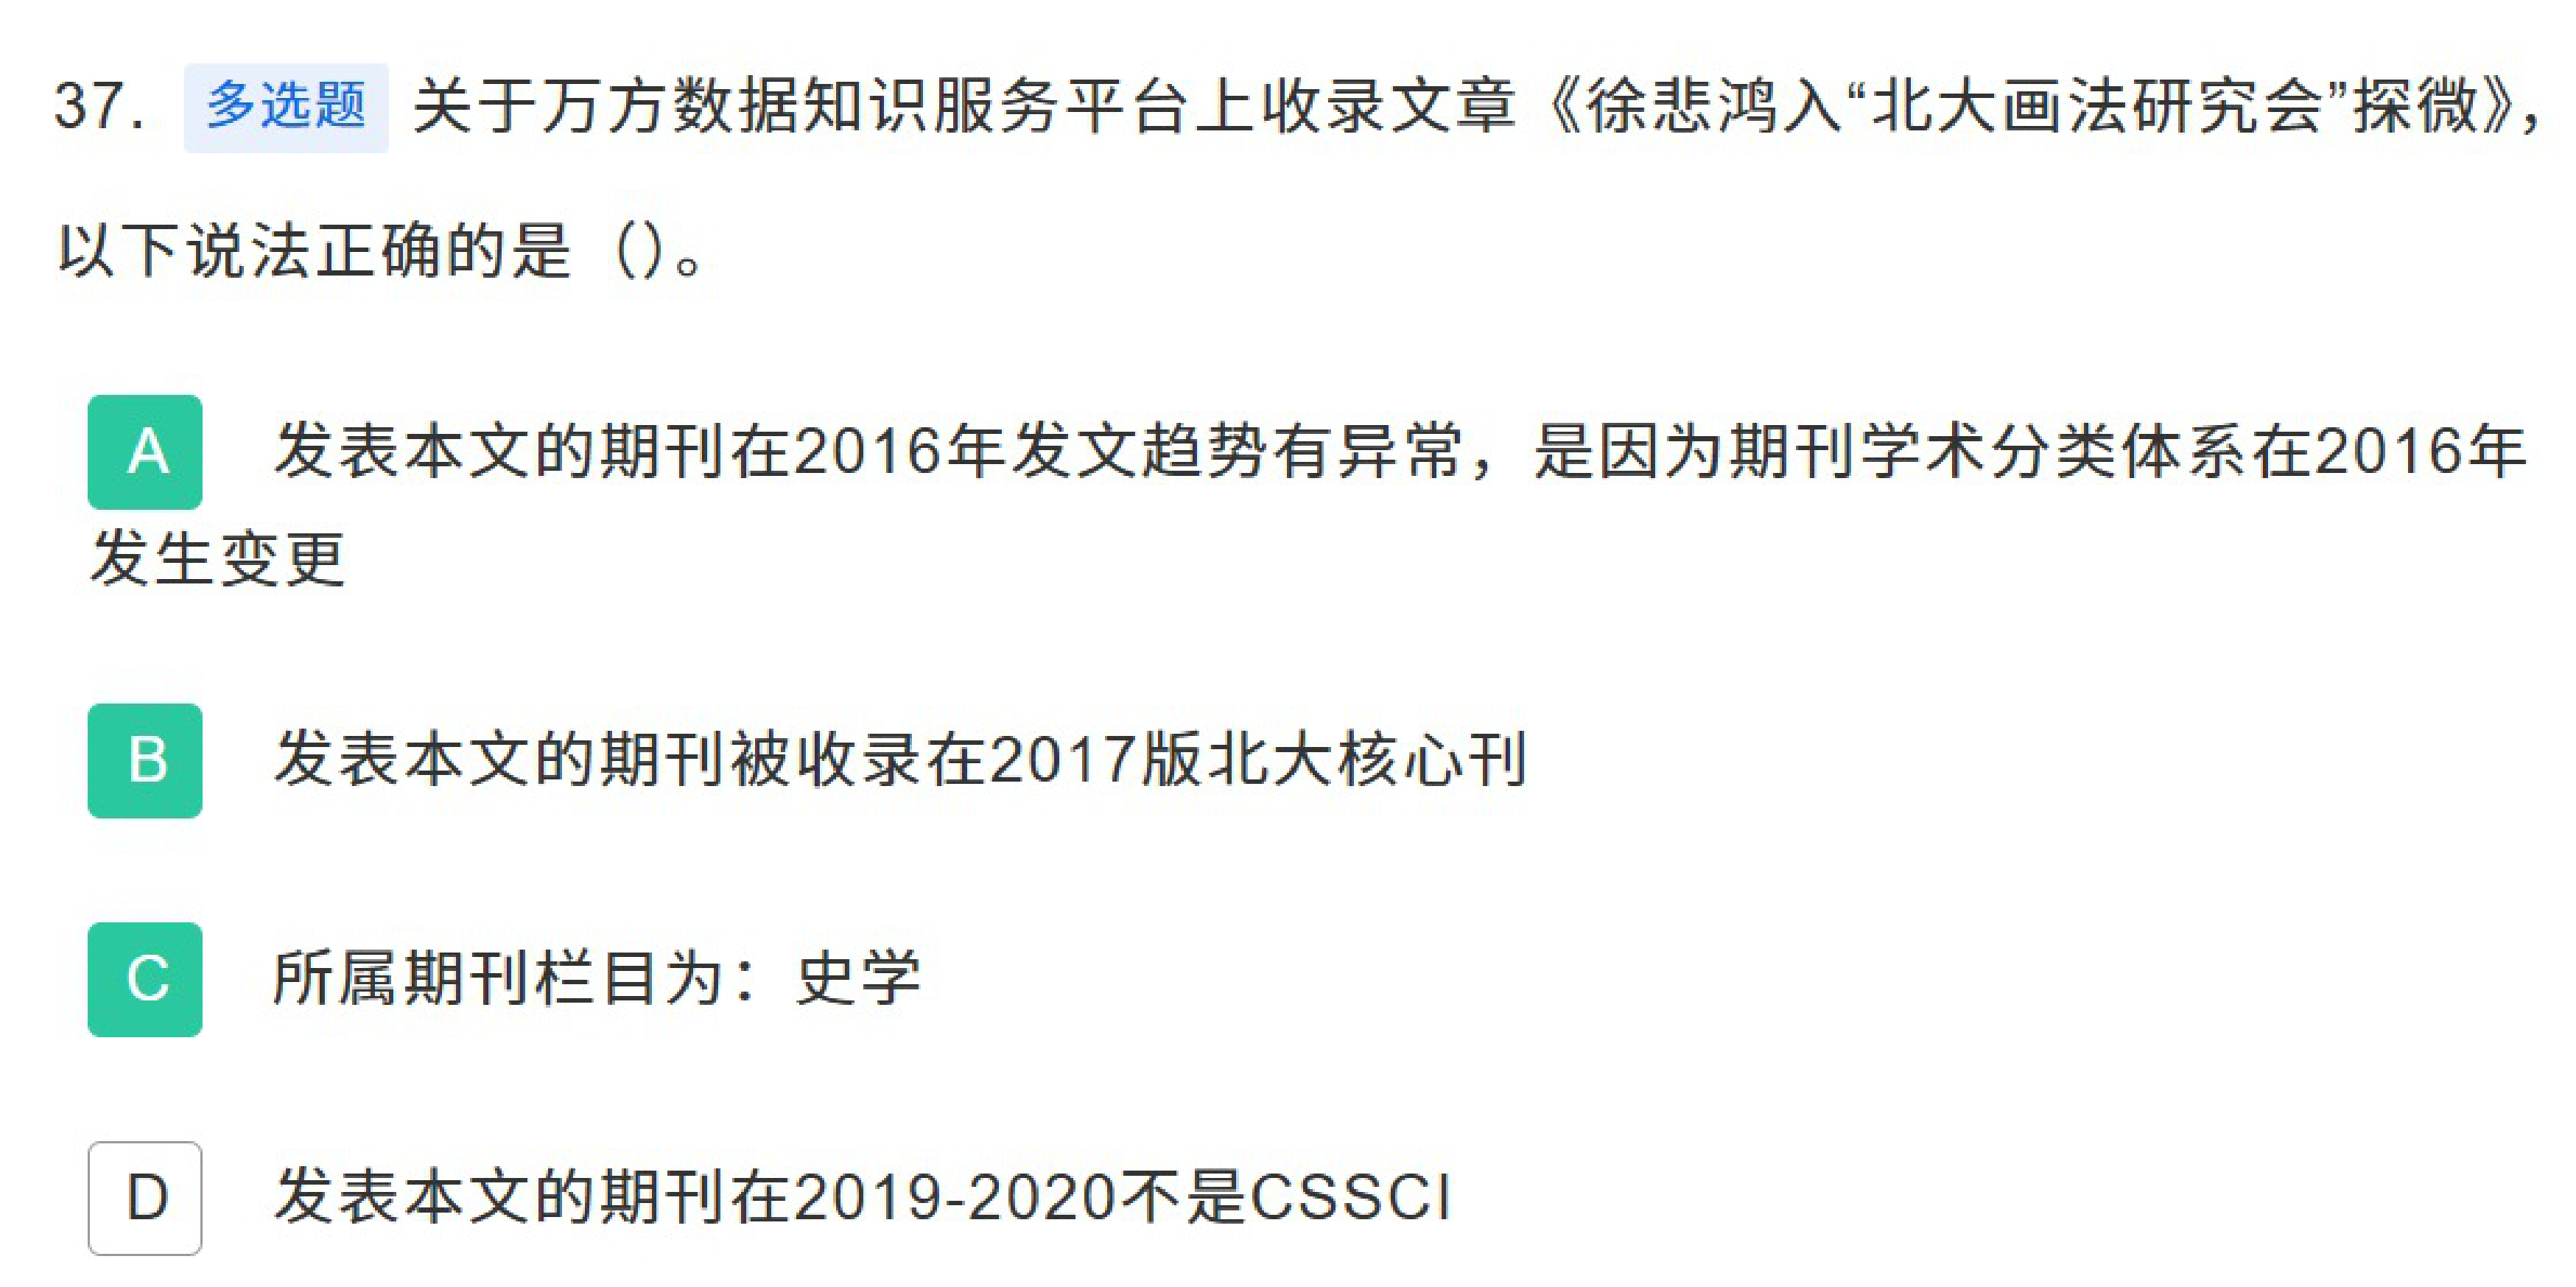 37. 多选题 关于万方数据知识服务平台上收录文章《徐悲鸿入“北大画法研究会”探微》，
以下说法正确的是（）。
A 发表本文的期刊在2016年发文趋势有异常，是因为期刊学术分类体系在2016年
发生变更
B 发表本文的期刊被收录在2017版北大核心刊
C 所属期刊栏目为：史学
D 发表本文的期刊在2019-2020不是CSSCI